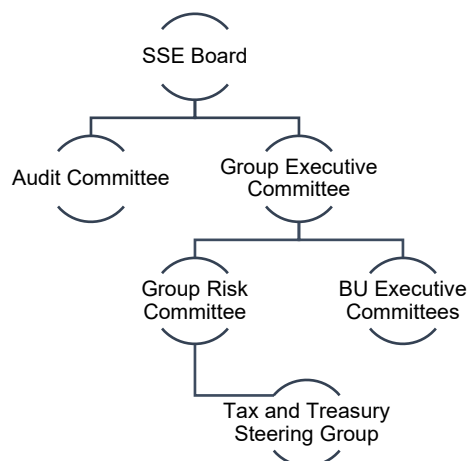 SSE Board
Audit Committee
Group Executive
Committee
Group Risk
Committee
BU Executive
Committees
Tax and Treasury
Steering Group